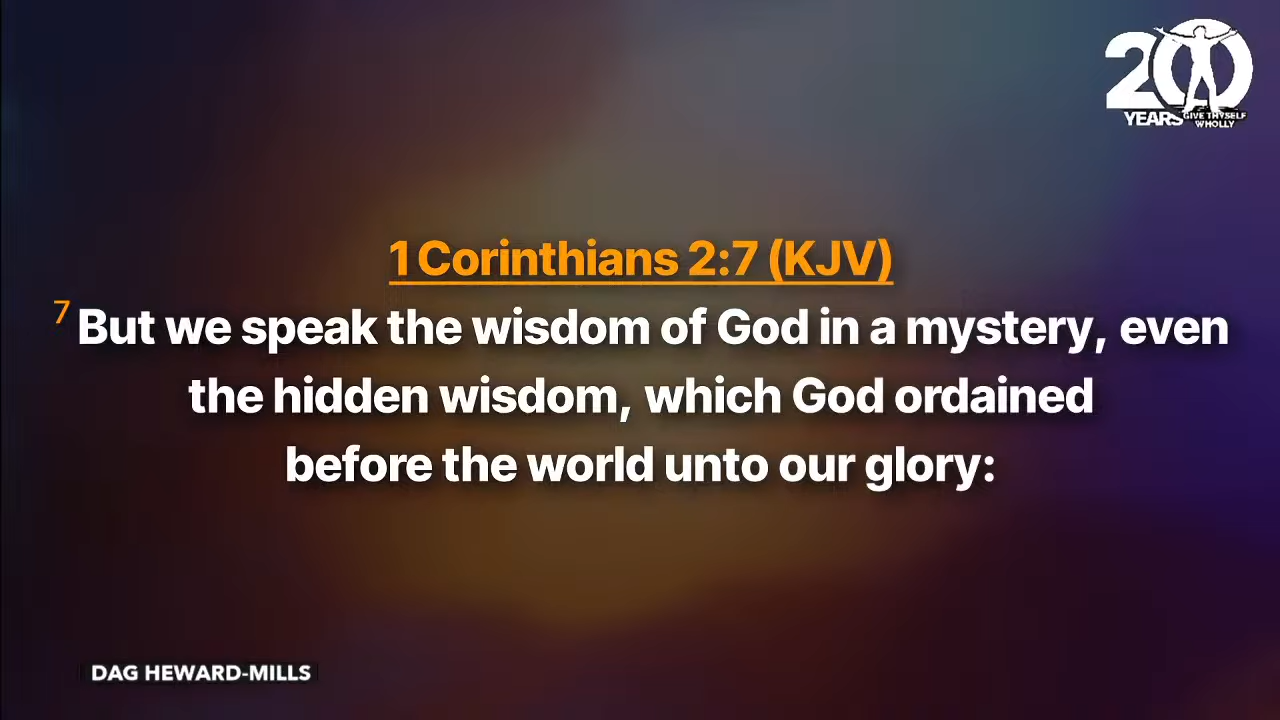 20
YEARS
GIVE THYSELF
WHOLLY
1 Corinthians 2:7 (KJV)
7 But we speak the wisdom of God in a mystery, even
the hidden wisdom, which God ordained
before the world unto our glory:
DAG HEWARD-MILLS